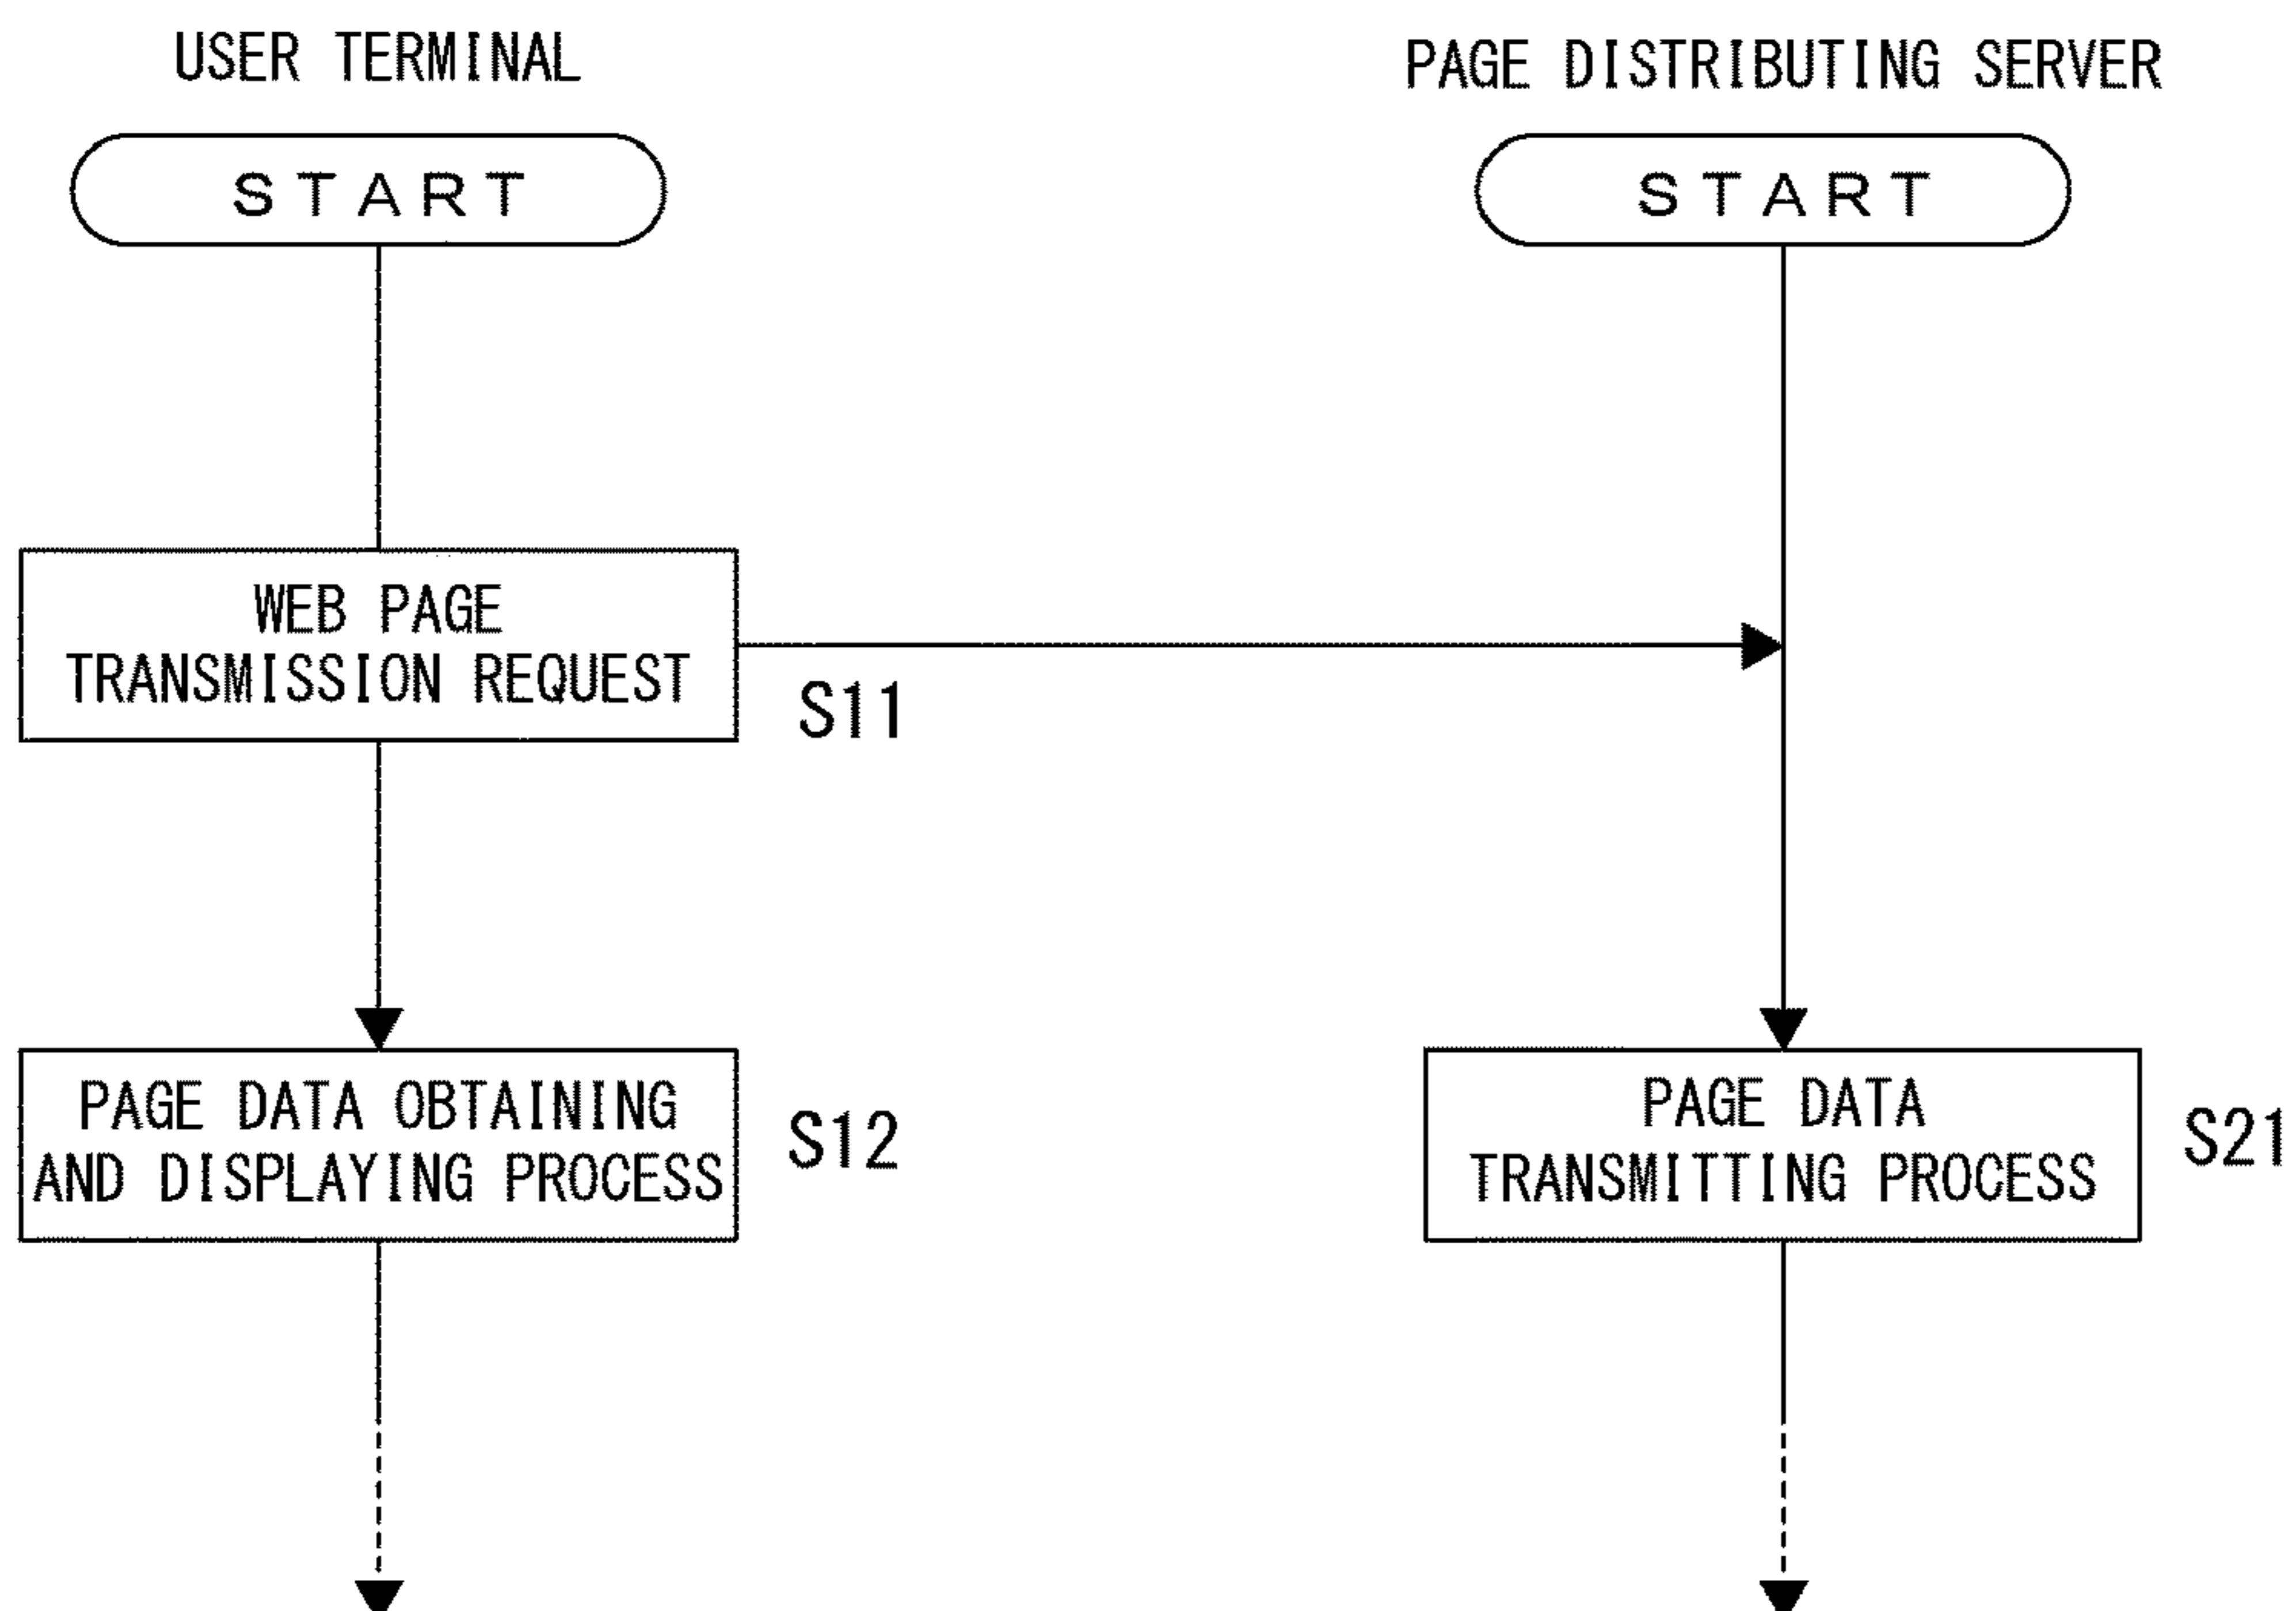 USER TERMINAL
PAGE DISTRIBUTING SERVER
START
START
WEB PAGE
TRANSMISSION REQUEST
S11
PAGE DATA OBTAINING
AND DISPLAYING PROCESS
S12
PAGE DATA
TRANSMITTING PROCESS
S21